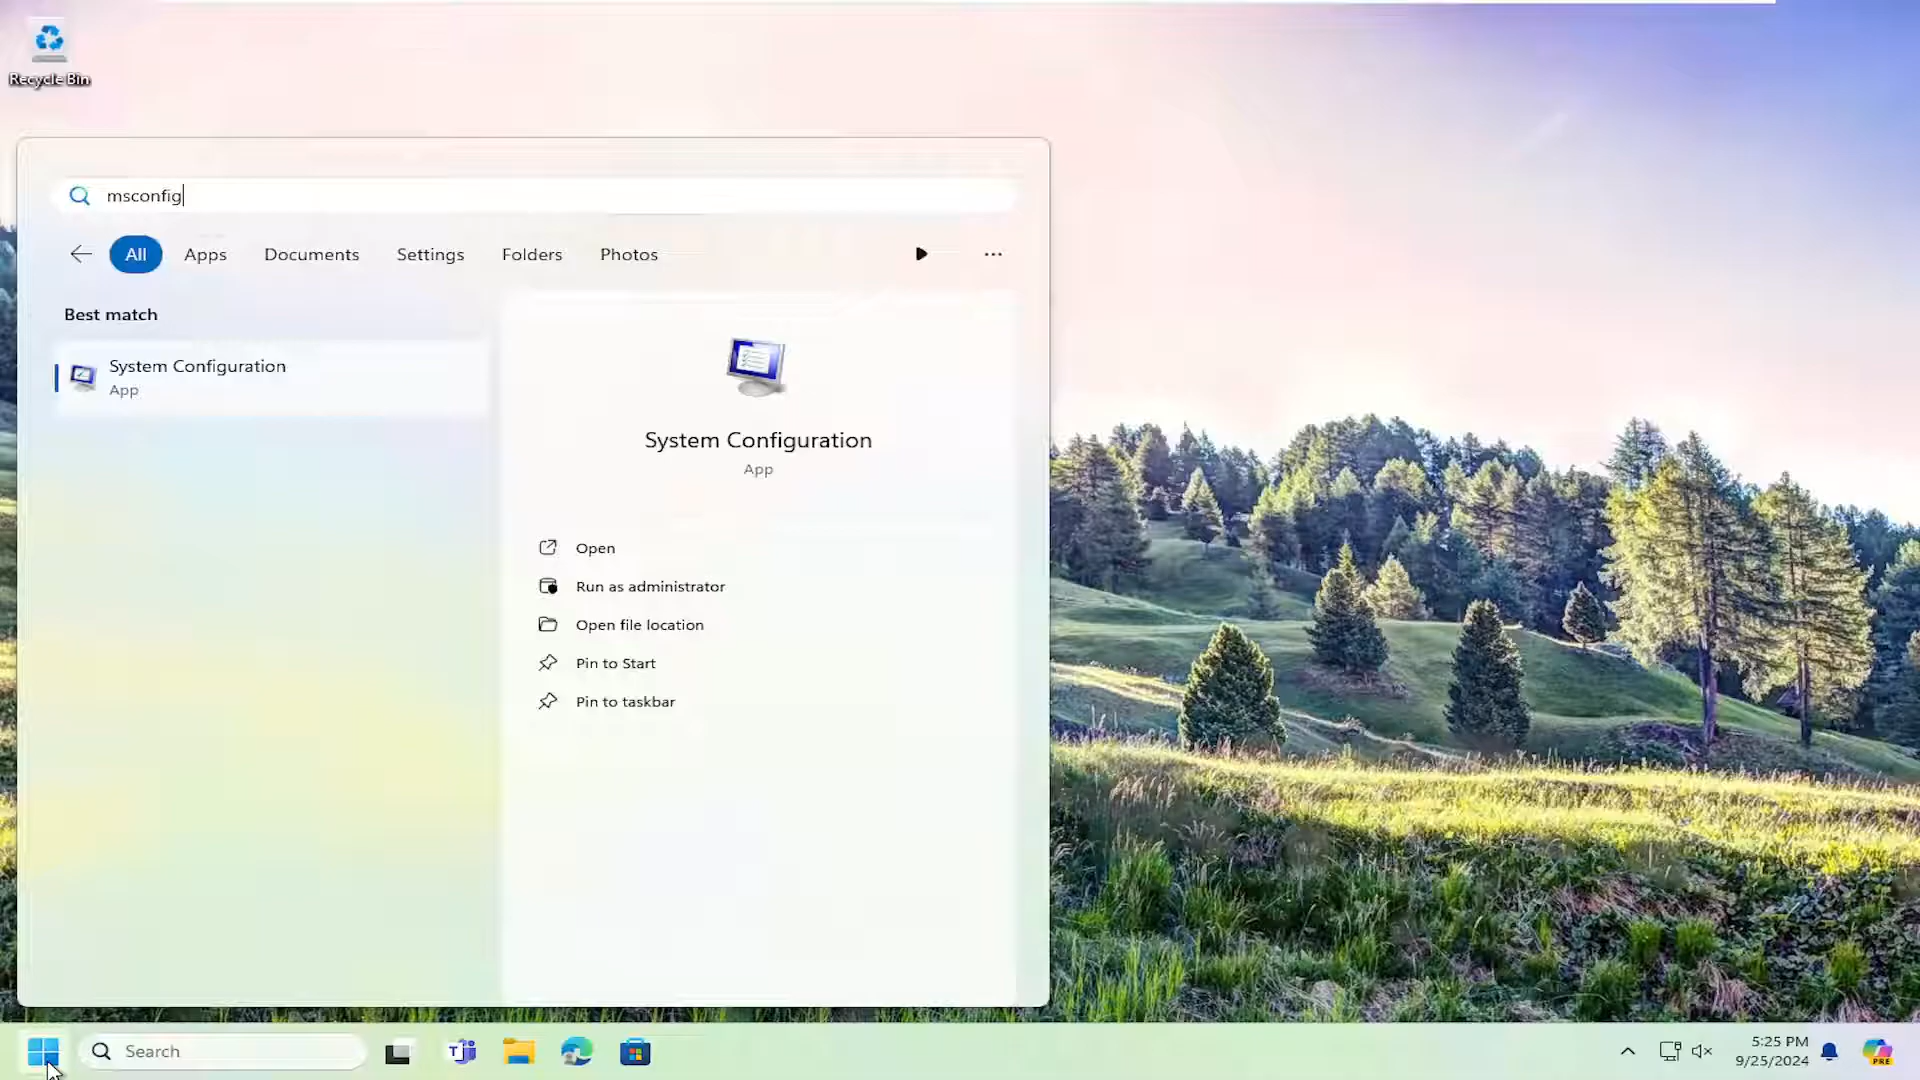 Recycle Bin
msconfig
All Apps Documents Settings Folders Photos
Best match
System Configuration
App
System Configuration
App
Open
Run as administrator
Open file location
Pin to Start
Pin to taskbar
Search
5:25 PM
9/25/2024
PRE